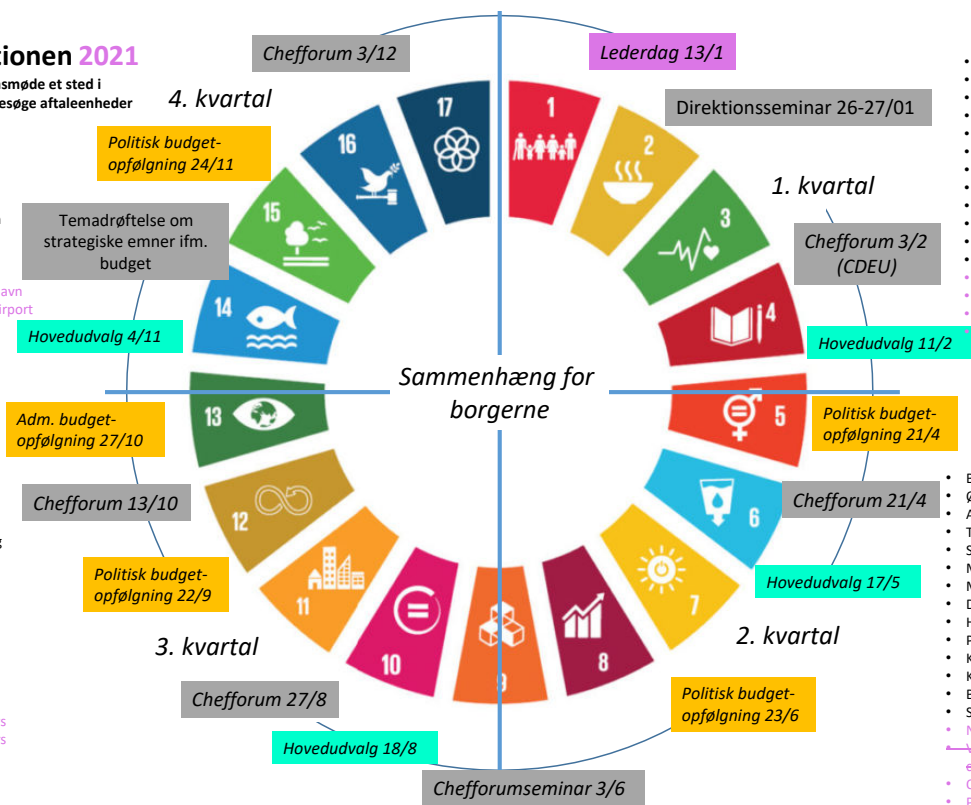 tionen 2021
smøde et sted i
esøge aftaleenheder
avn
irport
Chefforum 3/12
Lederdag 13/1
4. kvartal
Direktionsseminar 26-27/01
Politisk budget-
opfølgning 24/11
1. kvartal
Temadrøftelse om
strategiske emner ifm.
budget
Chefforum 3/2
(CDEU)
Hovedudvalg 4/11
Hovedudvalg 11/2
Sammenhæng for
borgerne
Adm. budget-
opfølgning 27/10
Politisk budget-
opfølgning 21/4
Chefforum 13/10
Chefforum 21/4
Politisk budget-
opfølgning 22/9
Hovedudvalg 17/5
3. kvartal
2. kvartal
Chefforum 27/8
Politisk budget-
opfølgning 23/6
Hovedudvalg 18/8
Chefforumseminar 3/6
1
2
3
4
5
6
7
8
9
10
11
12
13
14
15
16
17